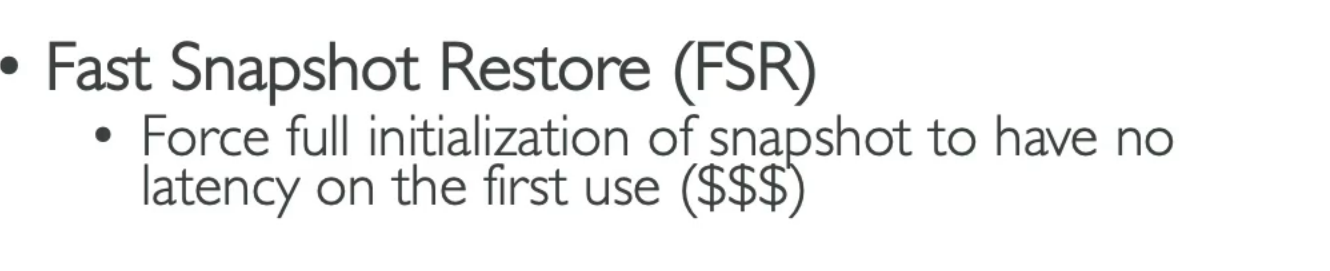 • Fast Snapshot Restore (FSR)
• Force full initialization of snapshot to have no
latency on the first use ($$$)